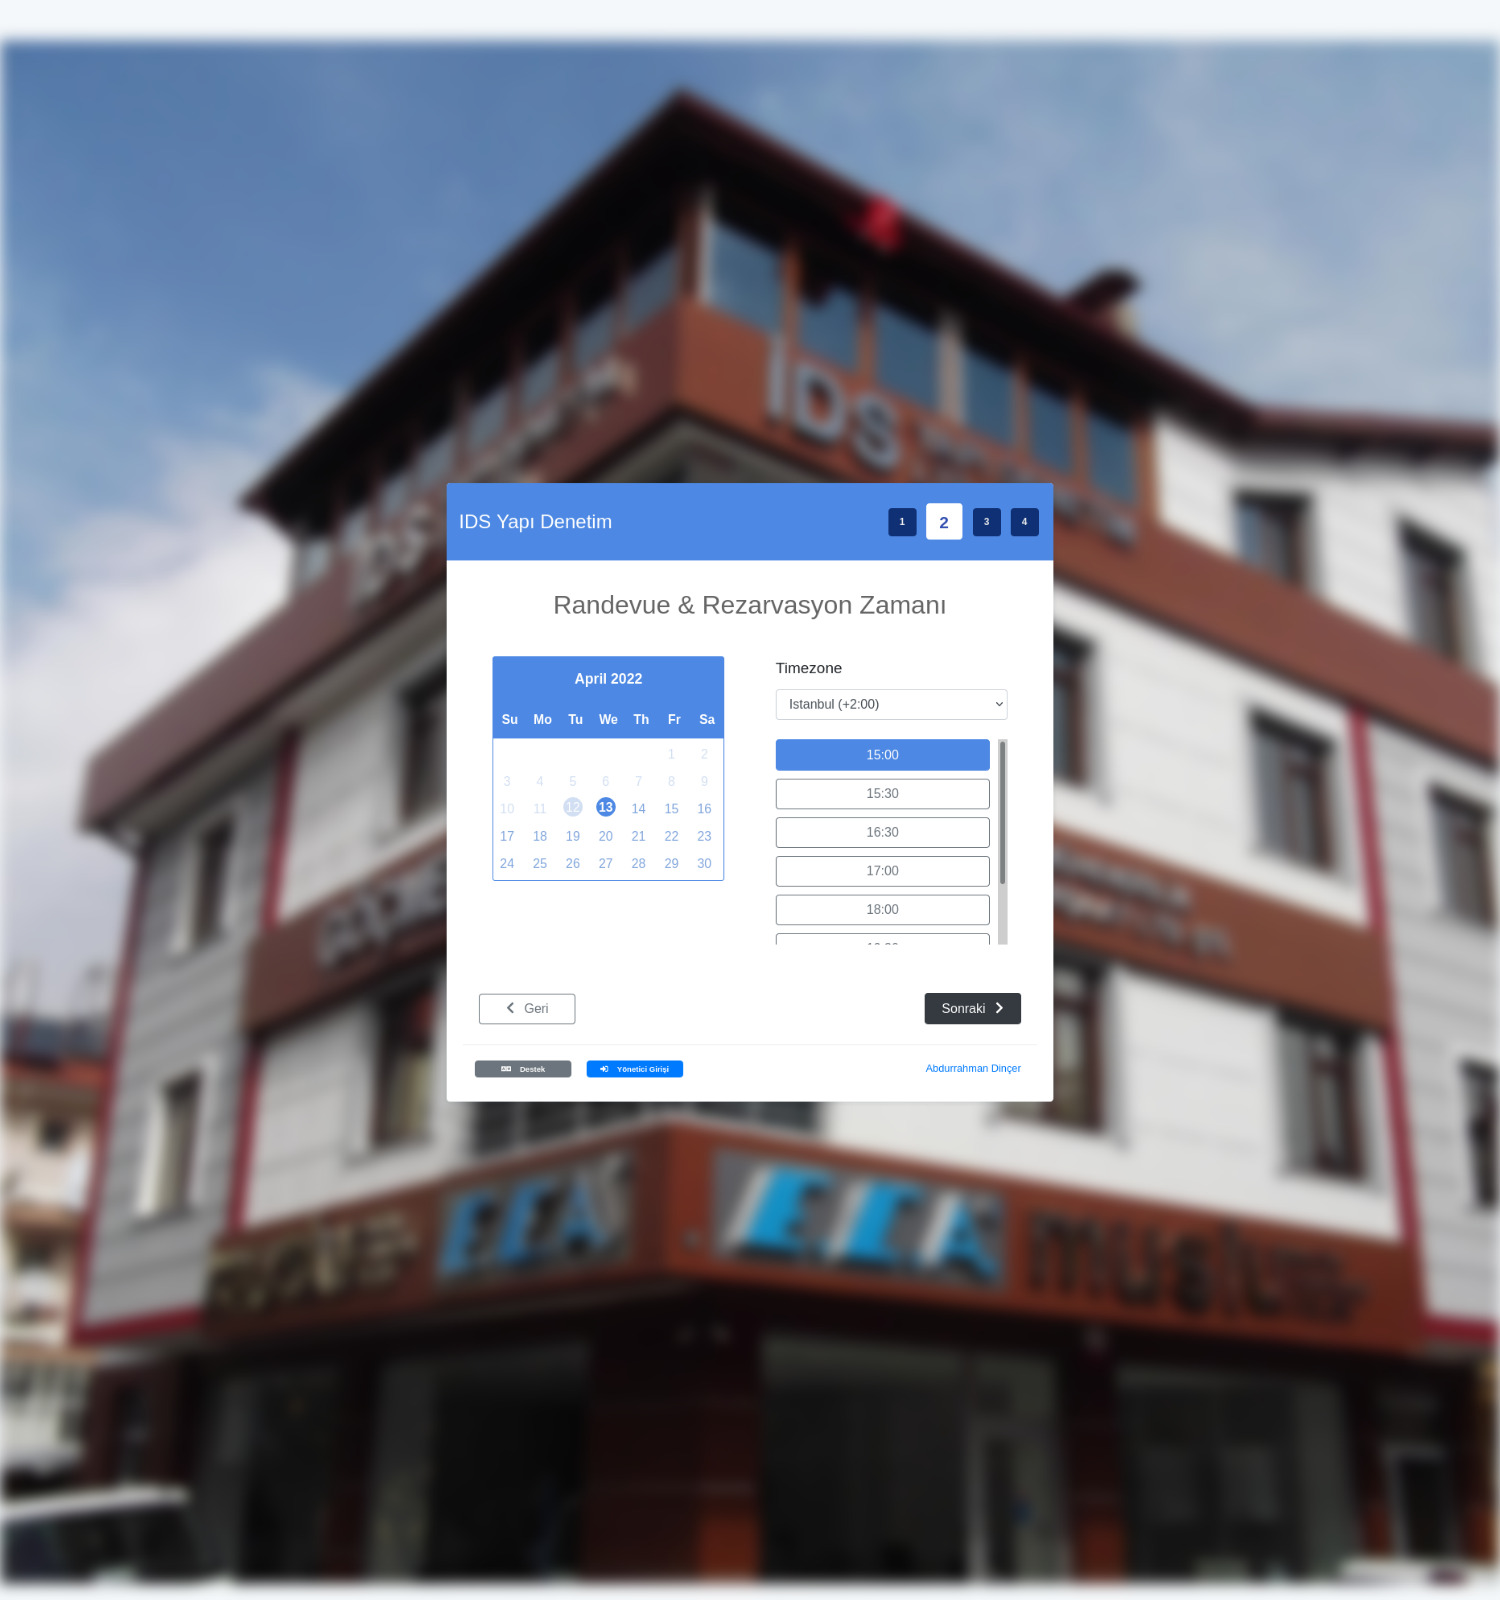 İDS
IDS Yapı Denetim
1 2 3 4
Randevue & Rezarvasyon Zamanı
April 2022
Su Mo Tu We Th Fr Sa
1 2
3 4 5 6 7 8 9
10 11 12 13 14 15 16
17 18 19 20 21 22 23
24 25 26 27 28 29 30
Timezone
Istanbul (+2:00)
15:00
15:30
16:30
17:00
18:00
Geri
Sonraki
Destek
Yönetici Girişi
Abdurrahman Dinçer